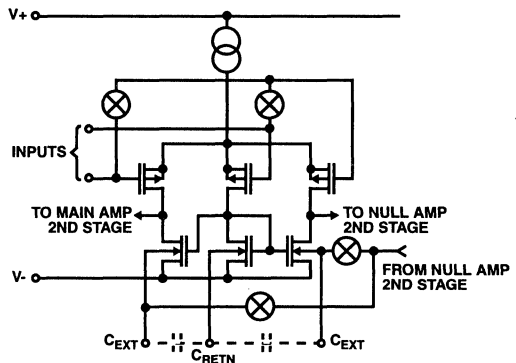 V+
INPUTS
TO MAIN AMP
2ND STAGE
TO NULL AMP
2ND STAGE
V-
FROM NULL AMP
2ND STAGE
CEXT
CRETN
CEXT